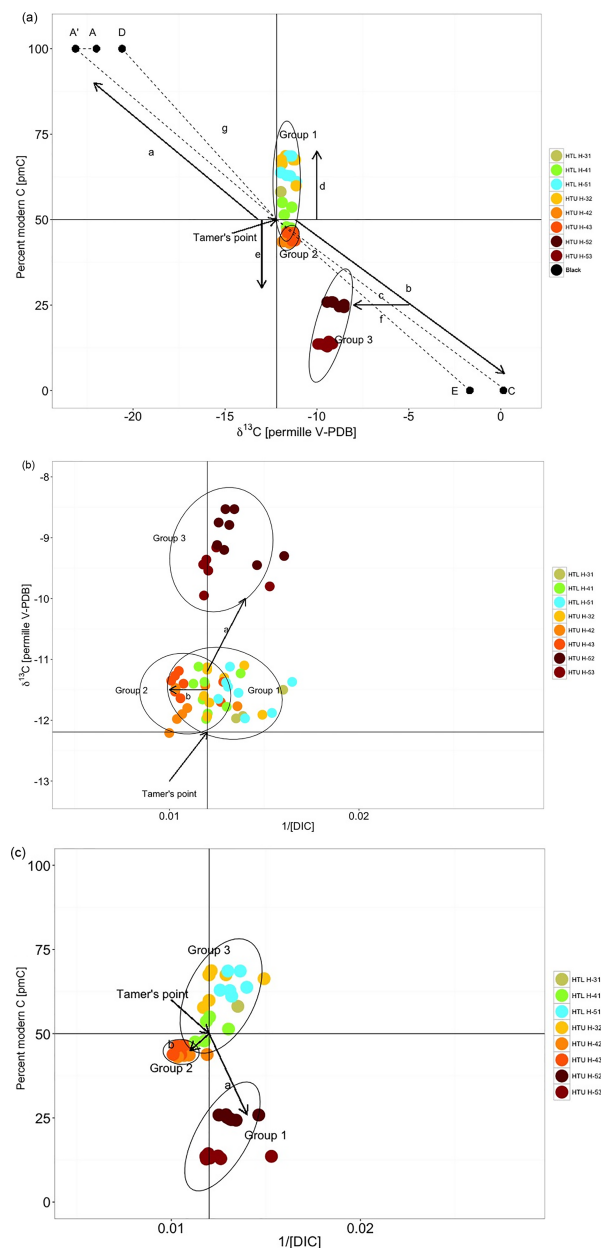 (a)
A' A D
100
g
a
Group 1
75
d
50
Tamer's point
e
Group 2
b
25
c
f
Group 3
0
E C
-20 -15 -10 -5 0
δ13C [permille V-PDB]
Percent modern C [pmC]
HTL H-31
HTL H-41
HTL H-51
HTU H-32
HTU H-42
HTU H-43
HTU H-52
HTU H-53
Black
(b)
-8
Group 3
-9
-10
a
-11
Group 2
b
Group 1
-12
Tamer's point
-13
0.01 0.02
1/[DIC]
δ13C [permille V-PDB]
HTL H-31
HTL H-41
HTL H-51
HTU H-32
HTU H-42
HTU H-43
HTU H-52
HTU H-53
(c)
100
75
Group 3
Tamer's point
50
b
Group 2
a
25
Group 1
0
0.01 0.02
1/[DIC]
Percent modern C [pmC]
HTL H-31
HTL H-41
HTL H-51
HTU H-32
HTU H-42
HTU H-43
HTU H-52
HTU H-53